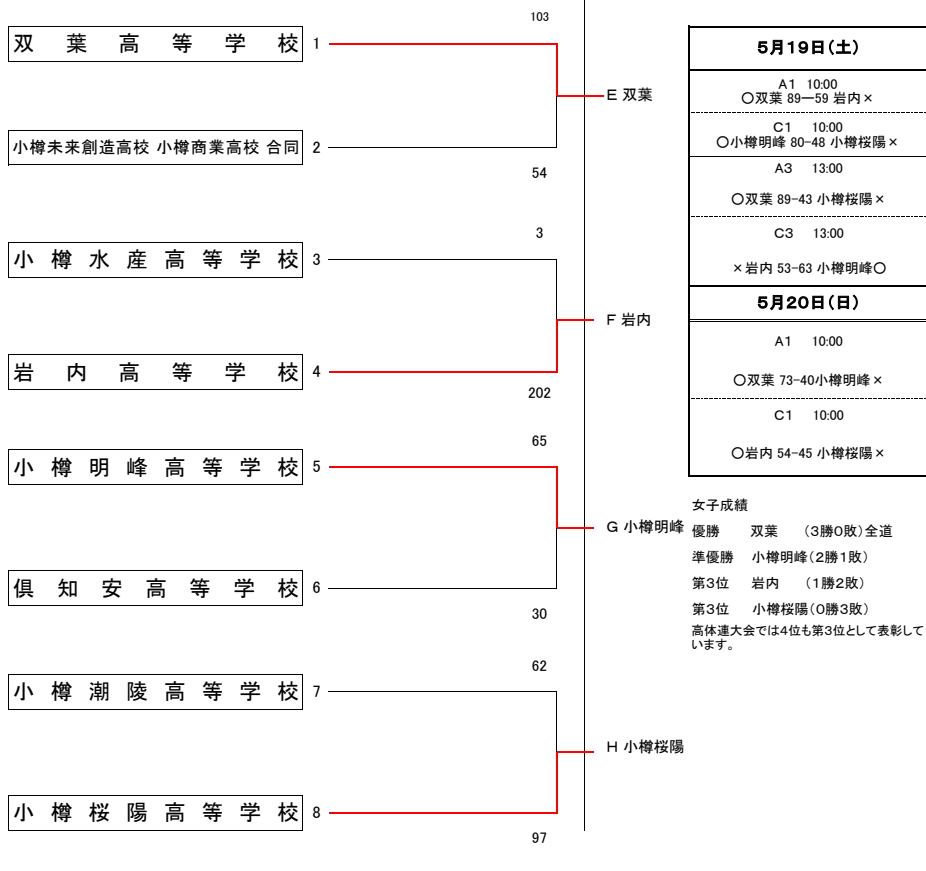 103
双葉高等学校 1
E 双葉
小樽未来創造高校 小樽商業高校 合同 2
54
3
小樽水産高等学校 3
F 岩内
岩内高等学校 4
202
65
小樽明峰高等学校 5
G 小樽明峰
倶知安高等学校 6
30
62
小樽潮陵高等学校 7
H 小樽桜陽
小樽桜陽高等学校 8
97
5月19日(土)
A1 10:00
○双葉 89―59 岩内×
C1 10:00
○小樽明峰 80-48 小樽桜陽×
A3 13:00
○双葉 89-43 小樽桜陽×
C3 13:00
×岩内 53-63 小樽明峰○
5月20日(日)
A1 10:00
○双葉 73-40小樽明峰×
C1 10:00
○岩内 54-45 小樽桜陽×
女子成績
優勝 双葉 (3勝0敗)全道
準優勝 小樽明峰(2勝1敗)
第3位 岩内 (1勝2敗)
第3位 小樽桜陽(0勝3敗)
高体連大会では4位も第3位として表彰して
います。